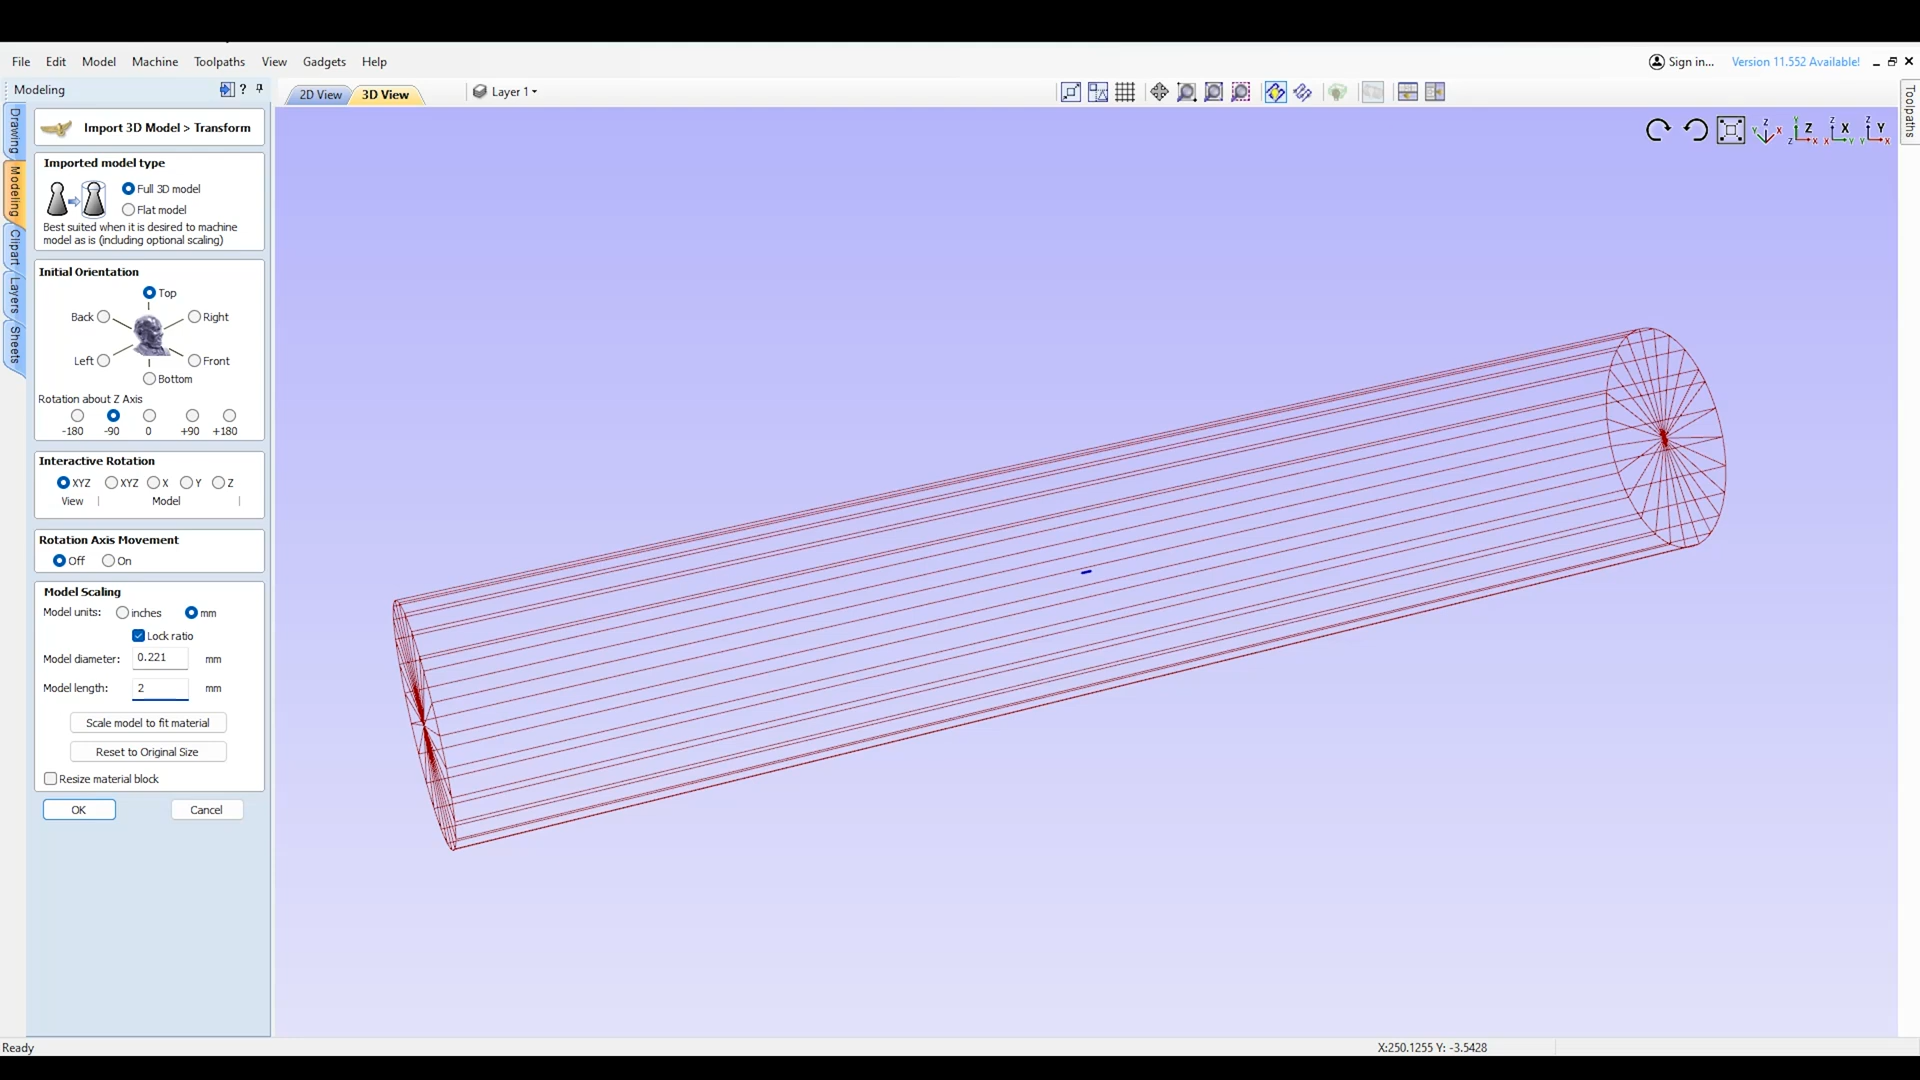 File Edit Model Machine Toolpaths View Gadgets Help
Sign in... Version 11.552 Available!
Modeling
?
2D View 3D View
Layer 1
Toolpaths
Drawing
Modeling
Clipart
Layers
Sheets
Import 3D Model > Transform
Imported model type
Full 3D model
Flat model
Best suited when it is desired to machine
model as is (including optional scaling)
Initial Orientation
Top
Back Right
Left Front
Bottom
Rotation about Z Axis
-180 -90 0 +90 +180
Interactive Rotation
XYZ XYZ X Y Z
View | Model |
Rotation Axis Movement
Off On
Model Scaling
Model units: inches mm
Lock ratio
Model diameter: 0.221 mm
Model length: 2 mm
Scale model to fit material
Reset to Original Size
Resize material block
OK Cancel
Ready
X:250.1255 Y: -3.5428